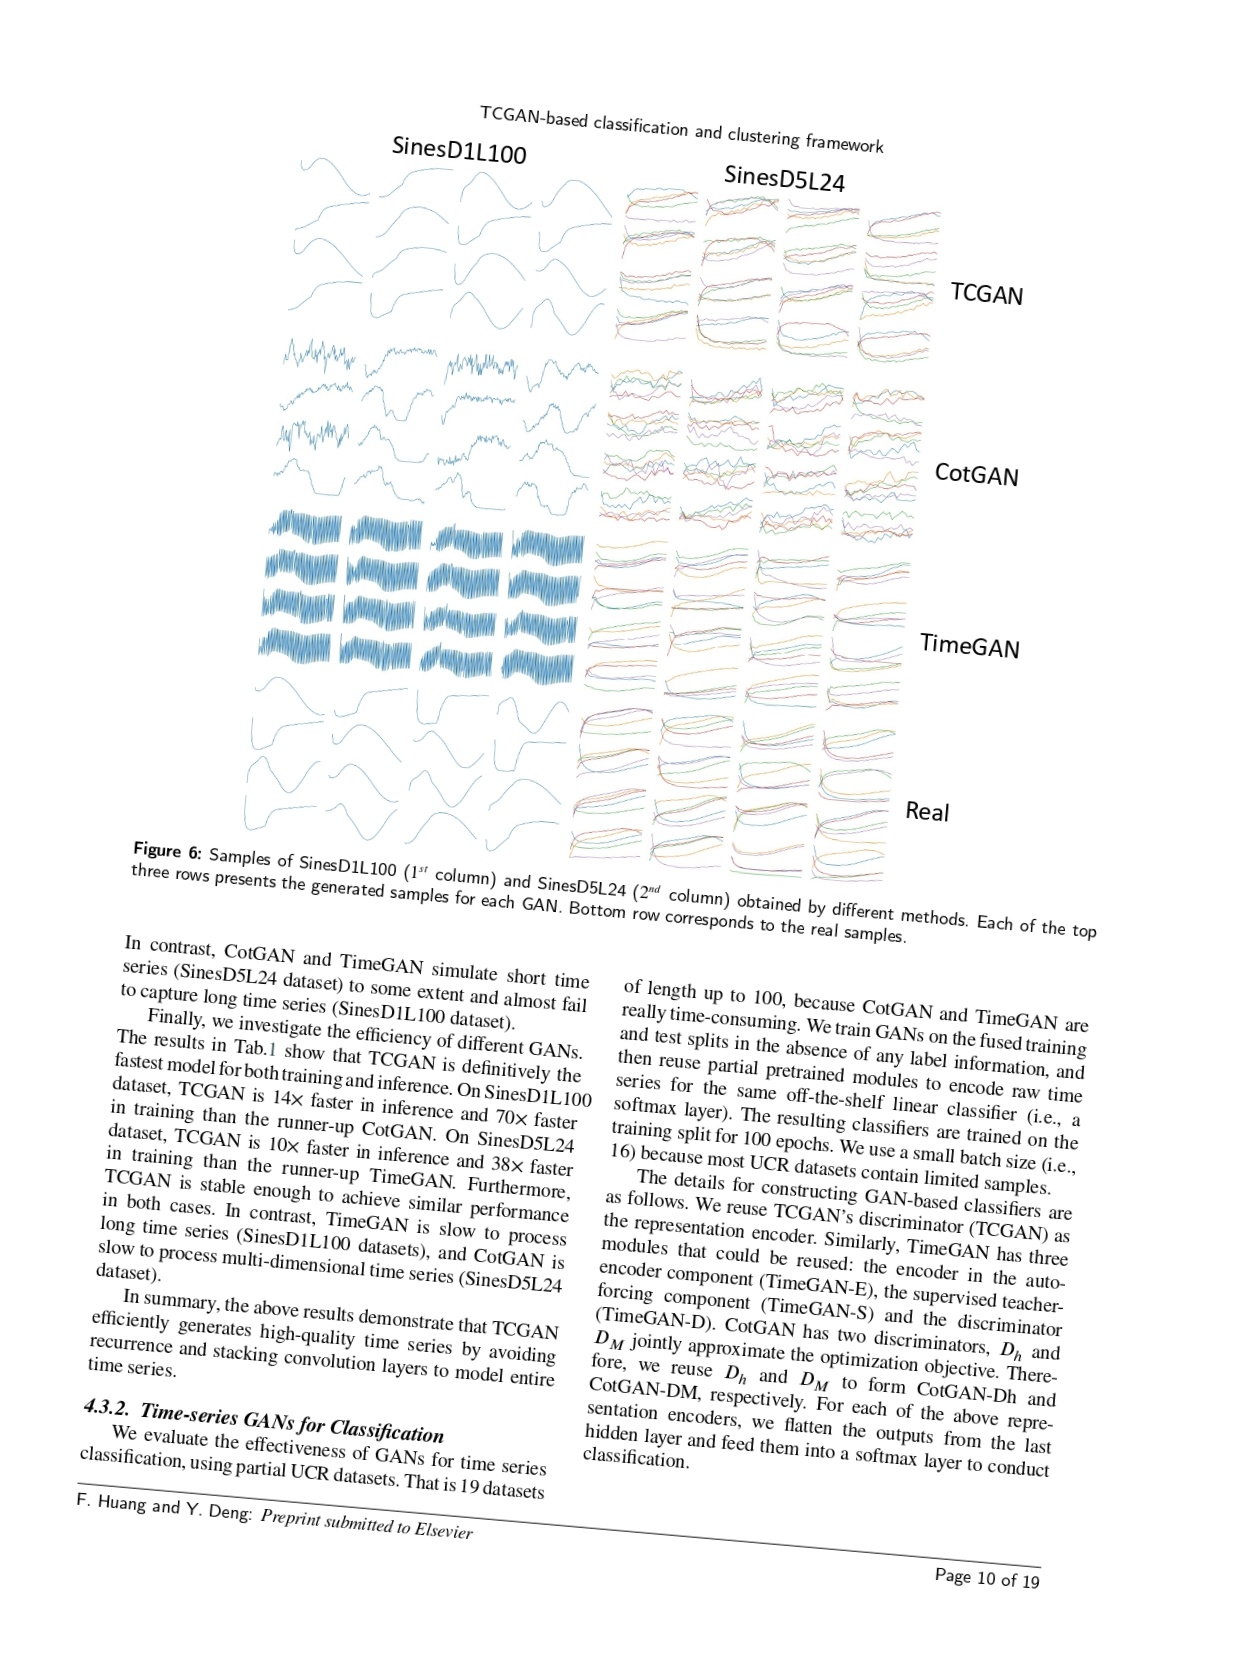 TCGAN-based classification and clustering framework
SinesD1L100
SinesD5L24
TCGAN
CotGAN
TimeGAN
Real
Figure 6: Samples of SinesD1L100 (1st column) and SinesD5L24 (2nd column) obtained by different methods. Each of the top
three rows presents the generated samples for each GAN. Bottom row corresponds to the real samples.
In contrast, CotGAN and TimeGAN simulate short time
series (SinesD5L24 dataset) to some extent and almost fail
to capture long time series (SinesD1L100 dataset).
Finally, we investigate the efficiency of different GANs.
The results in Tab.1 show that TCGAN is definitively the
fastest model for both training and inference. On SinesD1L100
dataset, TCGAN is 14× faster in inference and 70× faster
in training than the runner-up CotGAN. On SinesD5L24
dataset, TCGAN is 10× faster in inference and 38× faster
in training than the runner-up TimeGAN. Furthermore,
TCGAN is stable enough to achieve similar performance
in both cases. In contrast, TimeGAN is slow to process
long time series (SinesD1L100 datasets), and CotGAN is
slow to process multi-dimensional time series (SinesD5L24
dataset).
In summary, the above results demonstrate that TCGAN
efficiently generates high-quality time series by avoiding
recurrence and stacking convolution layers to model entire
time series.
4.3.2. Time-series GANs for Classification
We evaluate the effectiveness of GANs for time series
classification, using partial UCR datasets. That is 19 datasets
of length up to 100, because CotGAN and TimeGAN are
really time-consuming. We train GANs on the fused training
and test splits in the absence of any label information, and
then reuse partial pretrained modules to encode raw time
series for the same off-the-shelf linear classifier (i.e., a
softmax layer). The resulting classifiers are trained on the
training split for 100 epochs. We use a small batch size (i.e.,
16) because most UCR datasets contain limited samples.
The details for constructing GAN-based classifiers are
as follows. We reuse TCGAN's discriminator (TCGAN) as
the representation encoder. Similarly, TimeGAN has three
modules that could be reused: the encoder in the auto-
encoder component (TimeGAN-E), the supervised teacher-
forcing component (TimeGAN-S) and the discriminator
(TimeGAN-D). CotGAN has two discriminators, Dh and
DM jointly approximate the optimization objective. There-
fore, we reuse Dh and DM to form CotGAN-Dh and
CotGAN-DM, respectively. For each of the above repre-
sentation encoders, we flatten the outputs from the last
hidden layer and feed them into a softmax layer to conduct
classification.
F. Huang and Y. Deng: Preprint submitted to Elsevier
Page 10 of 19